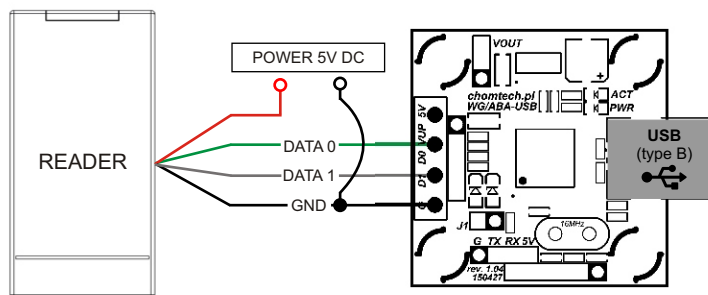 READER
POWER 5V DC
DATA 0
DATA 1
GND
VOUT
chomtech.pl
WG/ABA-USB
ACT
PWR
5V
VUP
D0
D1
G
J1
16MHz
G TX RX 5V
rev. 1.04
150427
USB
(type B)